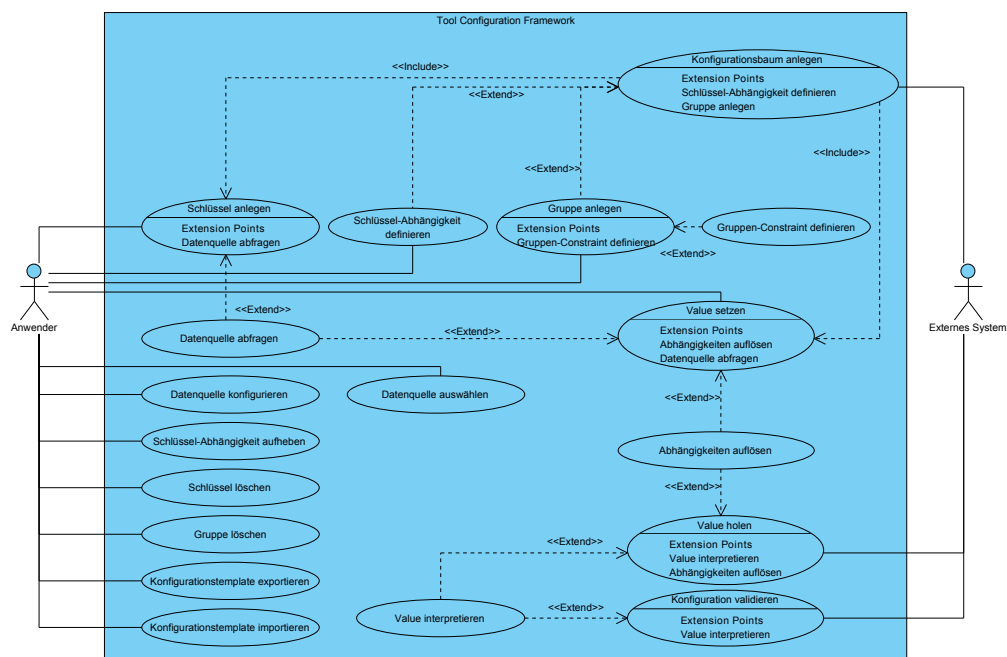 Tool Configuration Framework
Konfigurationsbaum anlegen
Extension Points
Schlüssel-Abhängigkeit definieren
Gruppe anlegen
<<Include>>
<<Extend>>
<<Include>>
<<Extend>>
Schlüssel anlegen
Extension Points
Datenquelle abfragen
Schlüssel-Abhängigkeit
definieren
Gruppe anlegen
Extension Points
Gruppen-Constraint definieren
Gruppen-Constraint definieren
<<Extend>>
Anwender
Externes System
<<Extend>>
Datenquelle abfragen
<<Extend>>
Value setzen
Extension Points
Abhängigkeiten auflösen
Datenquelle abfragen
Datenquelle konfigurieren
Datenquelle auswählen
<<Extend>>
Schlüssel-Abhängigkeit aufheben
Abhängigkeiten auflösen
Schlüssel löschen
<<Extend>>
Gruppe löschen
Value holen
Extension Points
Value interpretieren
Abhängigkeiten auflösen
<<Extend>>
Konfigurationstemplate exportieren
Konfigurationstemplate importieren
Value interpretieren
<<Extend>>
Konfiguration validieren
Extension Points
Value interpretieren